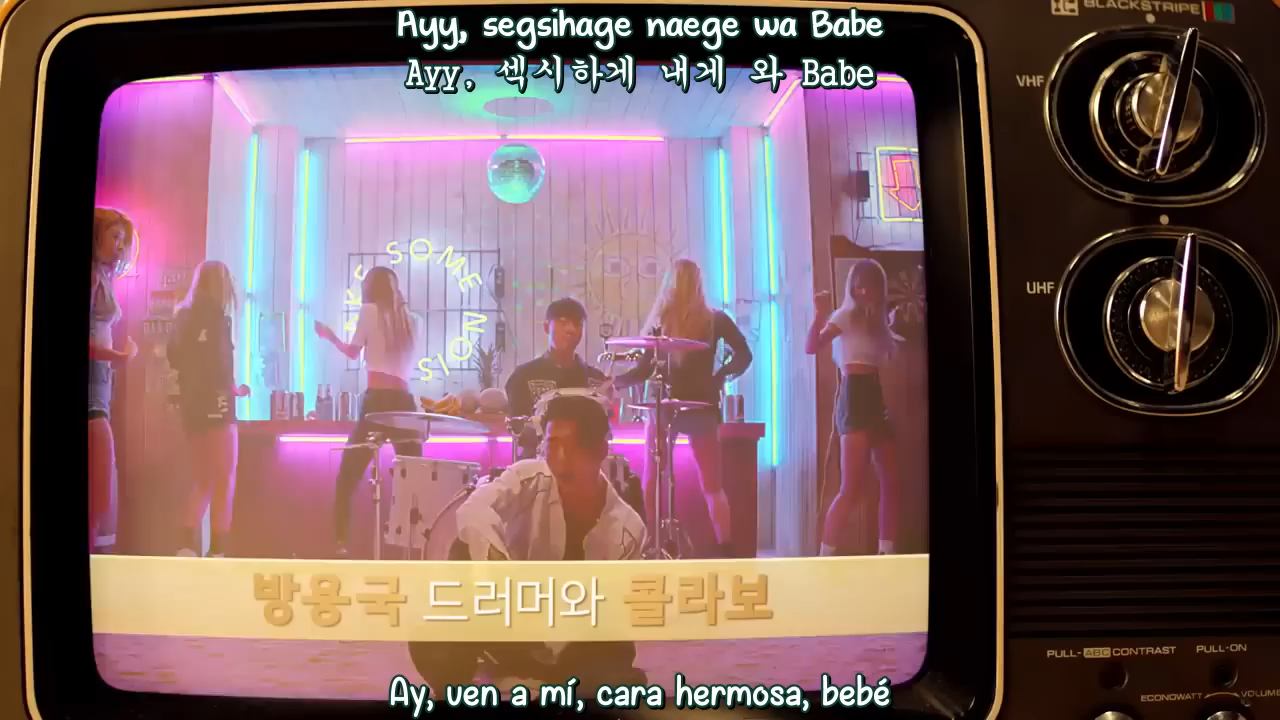 Ayy, segsihage naege wa Babe
Ayy. 섹시하게 내게 와 Babe
BLACKSTRIPE
VHF
SOME NOIS
UHF
방용국 드러머와 콜라보
PULL-ABC CONTRAST PULL-ON
ECONOWATT VOLUME
Ay, ven a mí, cara hermosa, bebé